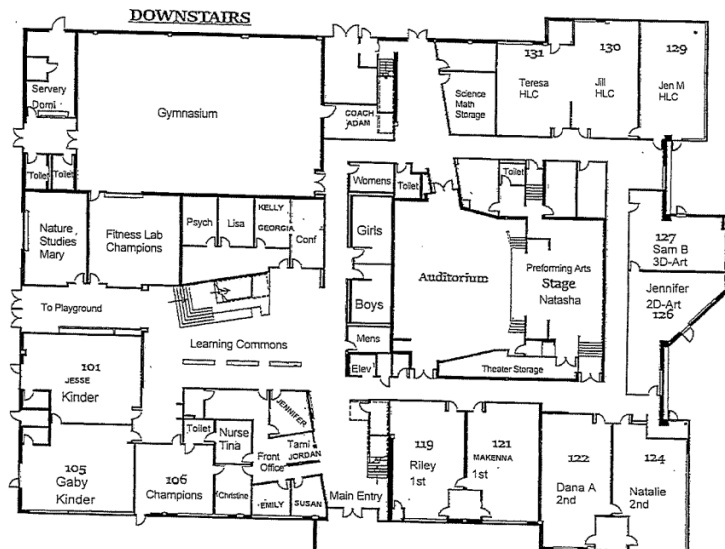 DOWNSTAIRS
Servery
Domi
Gymnasium
COACH
ADAM
Science
Math
Storage
131
Teresa
HLC
130
Jill
HLC
129
Jen M
HLC
Toilet
Toilet
Womens
Toilet
Toilet
Nature
Studies
Mary
Fitness Lab
Champions
Psych
Lisa
KELLY
GEORGIA
Conf
Girls
Boys
Mens
Elev
Auditorium
Preforming Arts
Stage
Natasha
Theater Storage
127
Sam B
3D-Art
Jennifer
2D-Art
126
To Playground
Learning Commons
101
JESSE
Kinder
105
Gaby
Kinder
106
Champions
Toilet
Nurse
Tina
JENNIFER
Tami
JORDAN
Front
Office
Christine
EMILY
SUSAN
Main Entry
119
Riley
1st
121
MAKENNA
1st
122
Dana A
2nd
124
Natalie
2nd